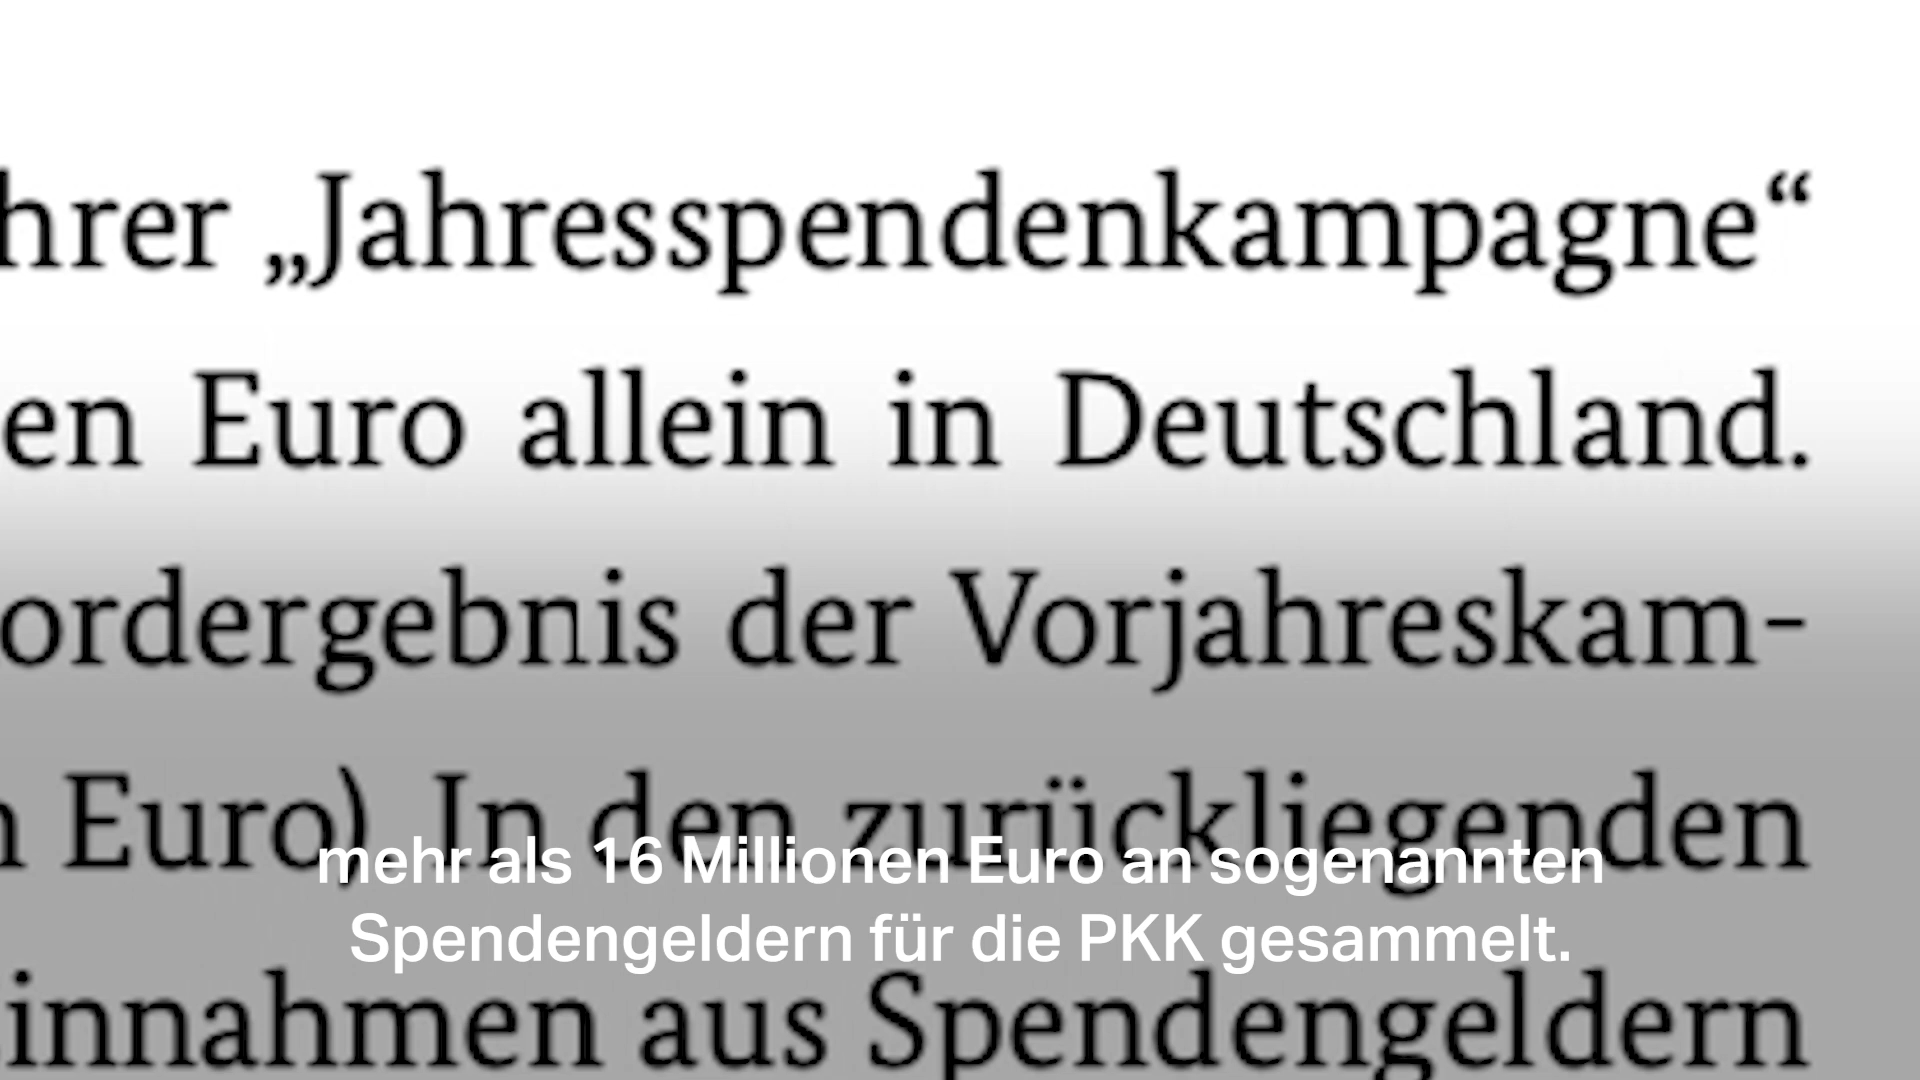 hrer „Jahresspendenkampagne“
en Euro allein in Deutschland.
ordergebnis der Vorjahreskam-
n Euro) In den zurückliegenden
mehr als 16 Millionen Euro an sogenannten
Spendengeldern für die PKK gesammelt.
innahmen aus Spendengeldern